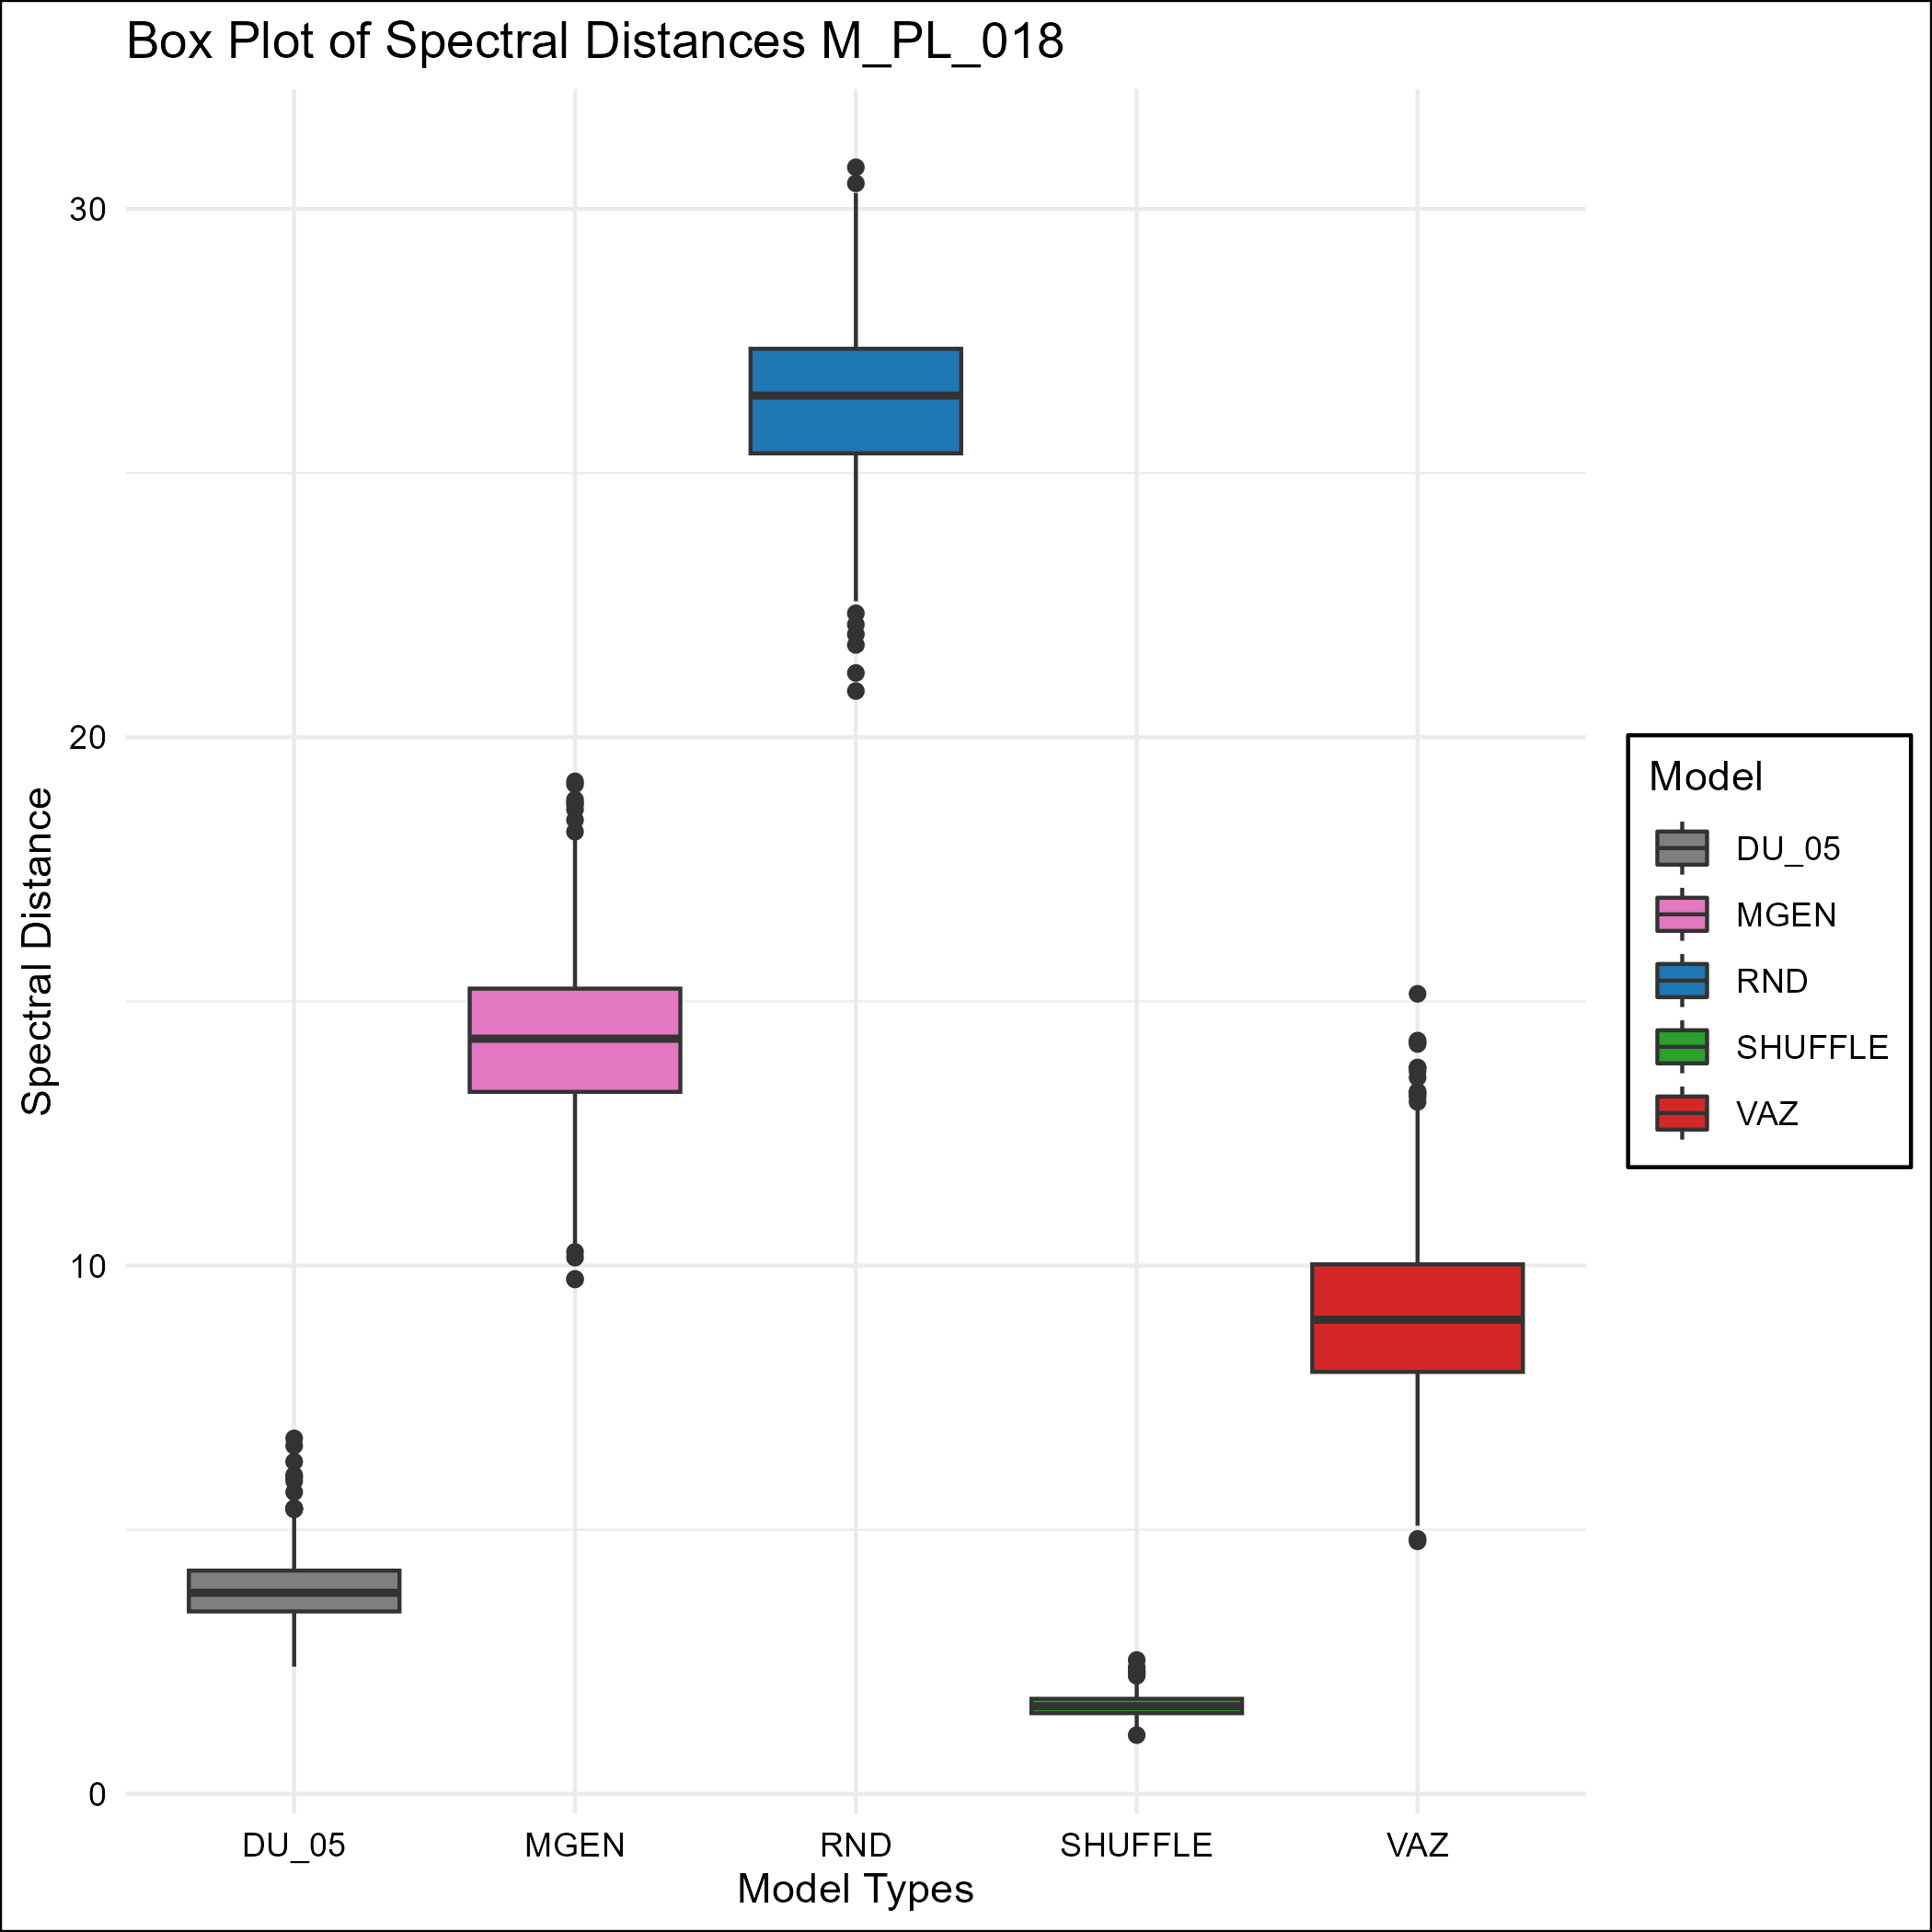 Box Plot of Spectral Distances M_PL_018
Spectral Distance
30
20
10
0
DU_05
MGEN
RND
SHUFFLE
VAZ
Model Types
Model
DU_05
MGEN
RND
SHUFFLE
VAZ